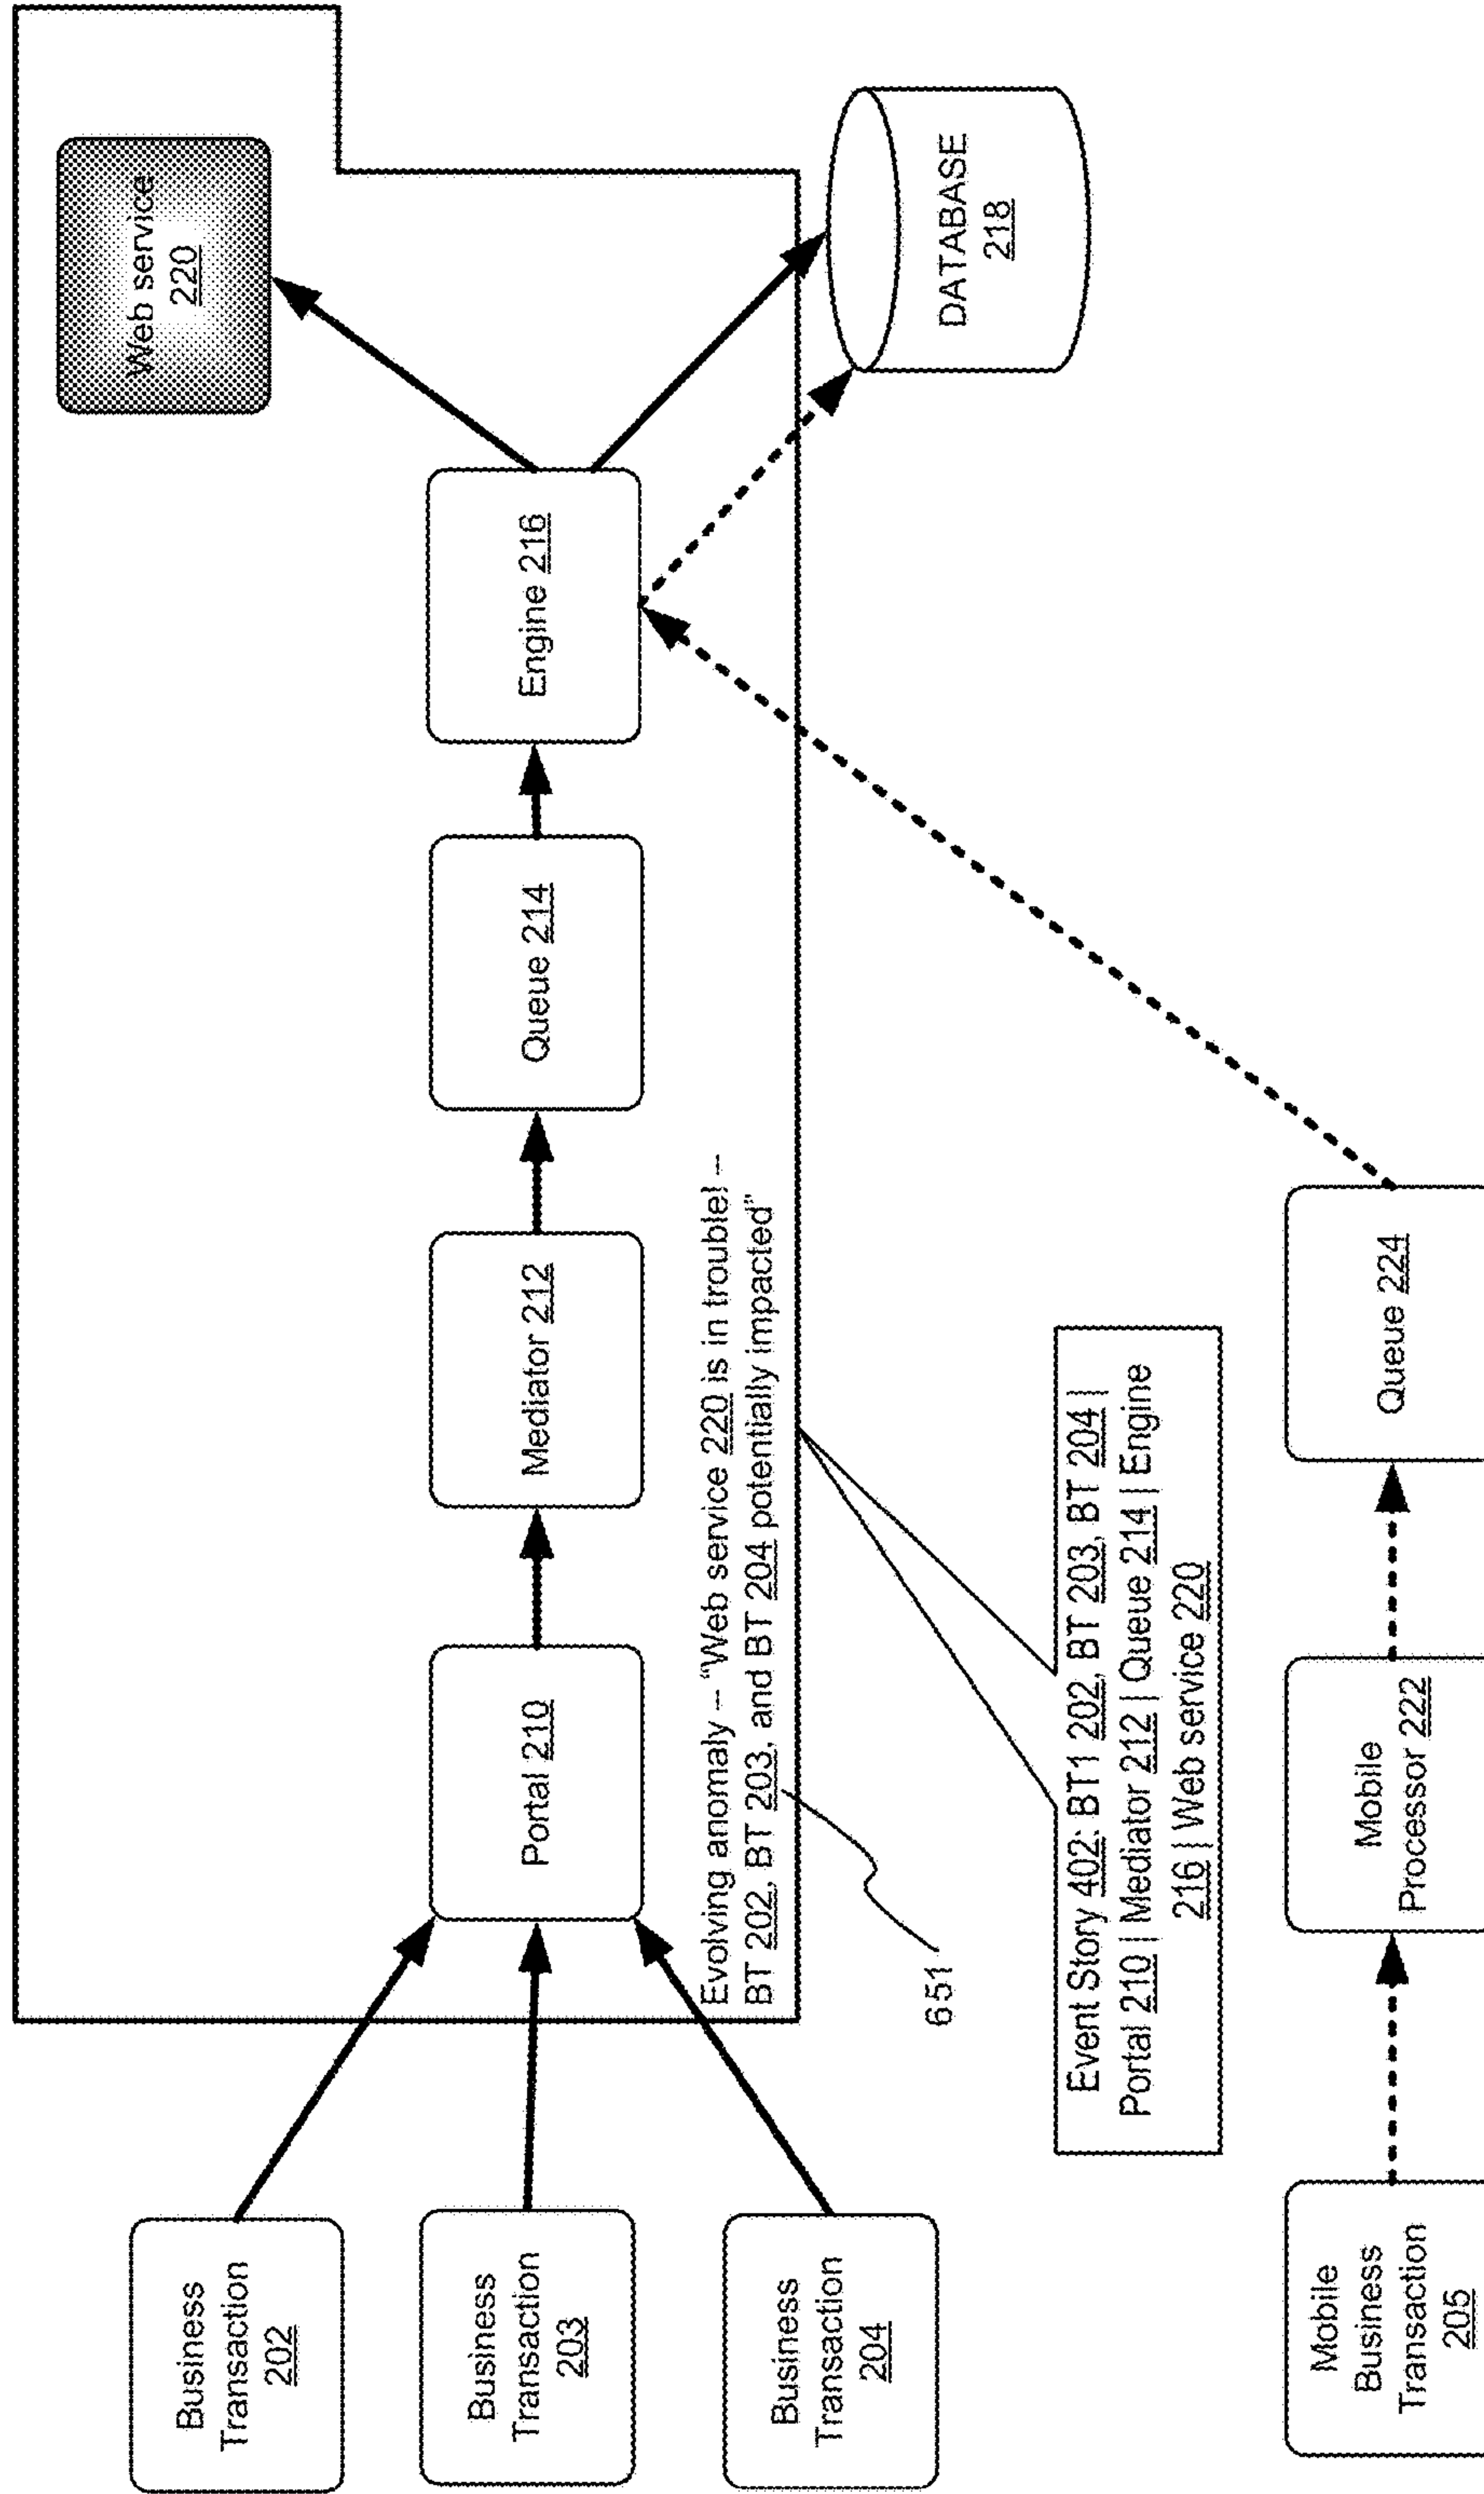 Web service
220
Business
Transaction
202
Business
Transaction
203
Business
Transaction
204
Portal 210
Mediator 212
Queue 214
Engine 216
DATABASE
218
Evolving anomaly – “Web service 220 is in trouble! –
BT 202, BT 203, and BT 204 potentially impacted”
651
Event Story 402: BT1 202, BT 203, BT 204 |
Portal 210 | Mediator 212 | Queue 214 | Engine
216 | Web service 220
Mobile
Business
Transaction
205
Mobile
Processor 222
Queue 224